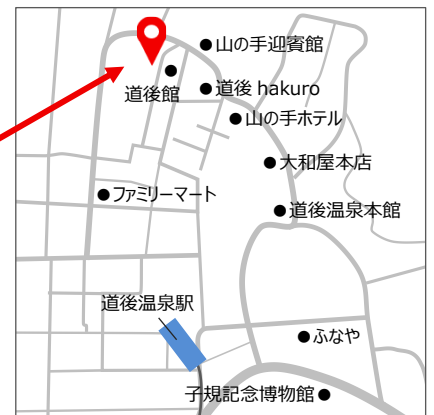 山の手迎賓館
道後館
道後 hakuro
山の手ホテル
大和屋本店
ファミリーマート
道後温泉本館
道後温泉駅
ふなや
子規記念博物館